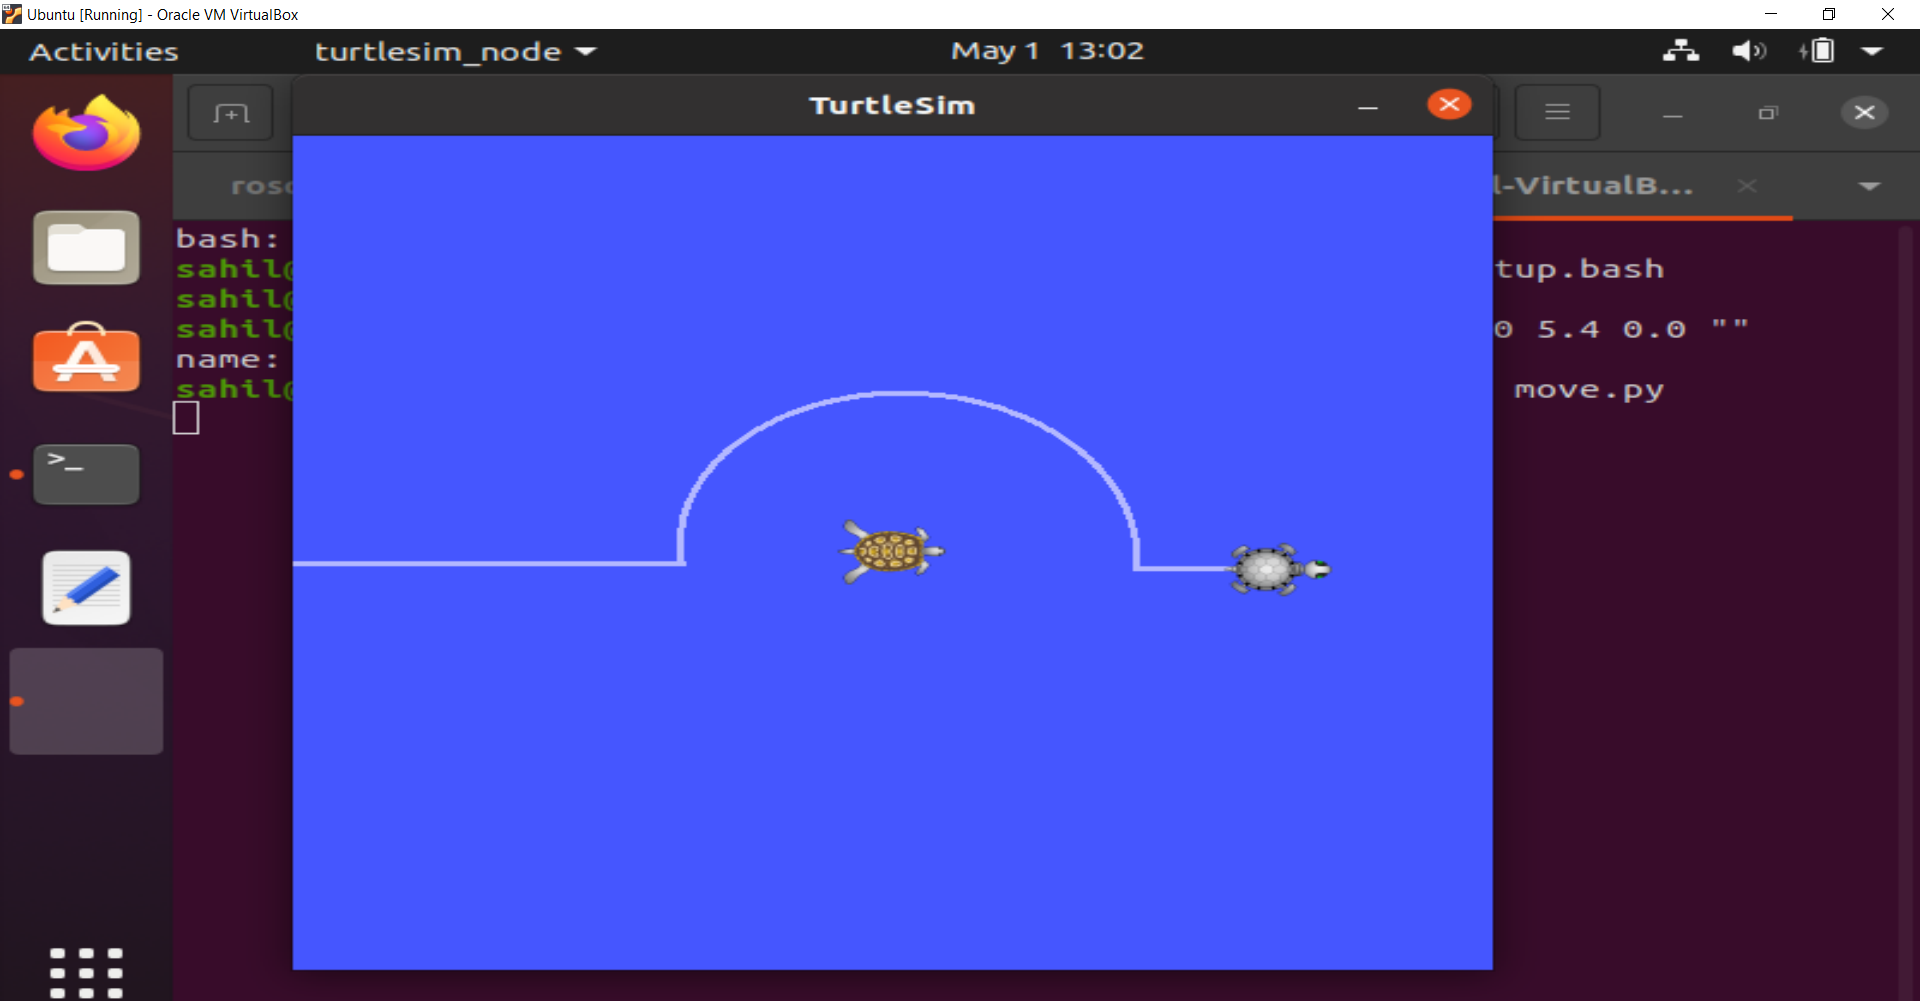 Ubuntu [Running] - Oracle VM VirtualBox
Activities
turtlesim_node
May 1 13:02
TurtleSim
rosc
l-VirtualB...
bash:
sahil@
tup.bash
sahil@
sahil@
0 5.4 0.0 ""
name:
sahil@
move.py
>_